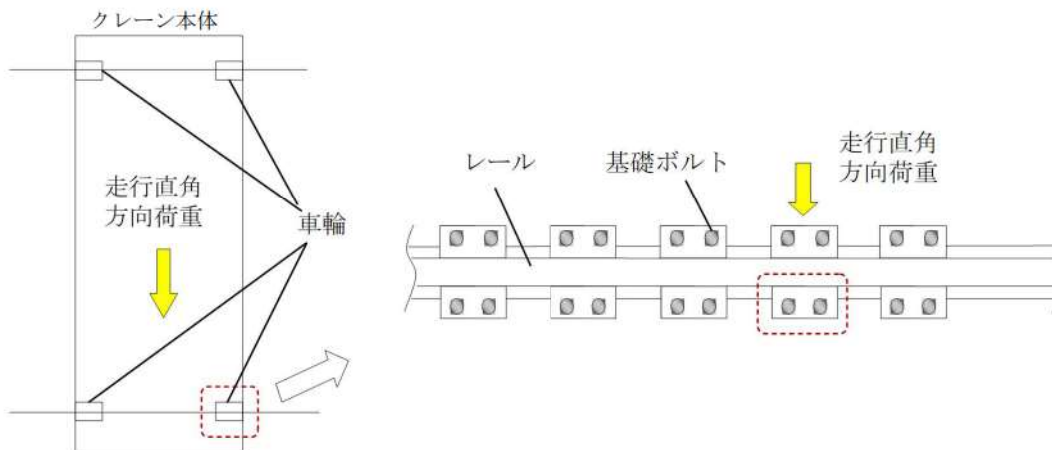 クレーン本体
走行直角
方向荷重
車輪
レール
基礎ボルト
走行直角
方向荷重